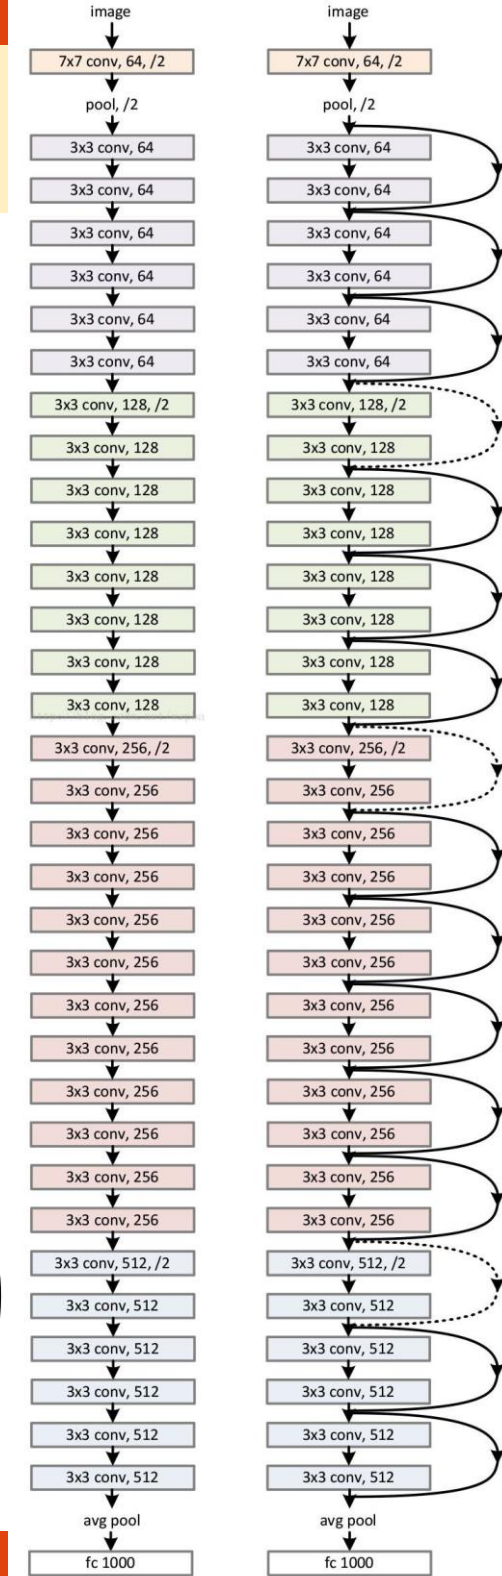 image
7x7 conv, 64, /2
pool, /2
3x3 conv, 64
3x3 conv, 64
3x3 conv, 64
3x3 conv, 64
3x3 conv, 64
3x3 conv, 64
3x3 conv, 128, /2
3x3 conv, 128
3x3 conv, 128
3x3 conv, 128
3x3 conv, 128
3x3 conv, 128
3x3 conv, 128
3x3 conv, 128
3x3 conv, 256, /2
3x3 conv, 256
3x3 conv, 256
3x3 conv, 256
3x3 conv, 256
3x3 conv, 256
3x3 conv, 256
3x3 conv, 256
3x3 conv, 256
3x3 conv, 256
3x3 conv, 256
3x3 conv, 256
3x3 conv, 512, /2
3x3 conv, 512
3x3 conv, 512
3x3 conv, 512
3x3 conv, 512
3x3 conv, 512
avg pool
fc 1000
image
7x7 conv, 64, /2
pool, /2
3x3 conv, 64
3x3 conv, 64
3x3 conv, 64
3x3 conv, 64
3x3 conv, 64
3x3 conv, 64
3x3 conv, 128, /2
3x3 conv, 128
3x3 conv, 128
3x3 conv, 128
3x3 conv, 128
3x3 conv, 128
3x3 conv, 128
3x3 conv, 128
3x3 conv, 256, /2
3x3 conv, 256
3x3 conv, 256
3x3 conv, 256
3x3 conv, 256
3x3 conv, 256
3x3 conv, 256
3x3 conv, 256
3x3 conv, 256
3x3 conv, 256
3x3 conv, 256
3x3 conv, 256
3x3 conv, 512, /2
3x3 conv, 512
3x3 conv, 512
3x3 conv, 512
3x3 conv, 512
3x3 conv, 512
avg pool
fc 1000